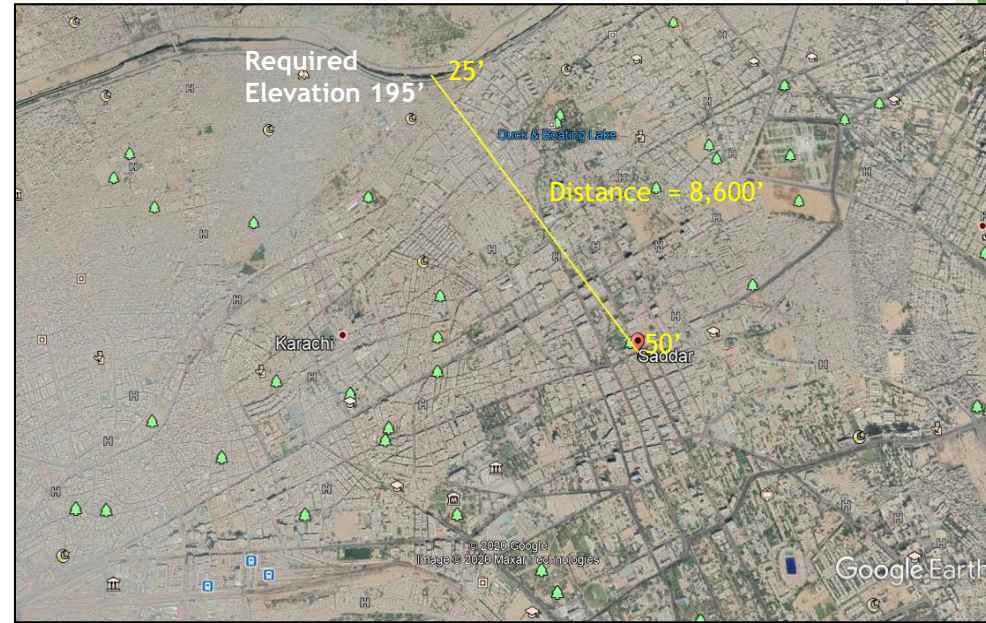 Required
Elevation 195’
25’
Duck & Boating Lake
Distance = 8,600’
Karachi
50’
Saddar
© 2020 Google
Image © 2020 Maxar Technologies
Google Earth